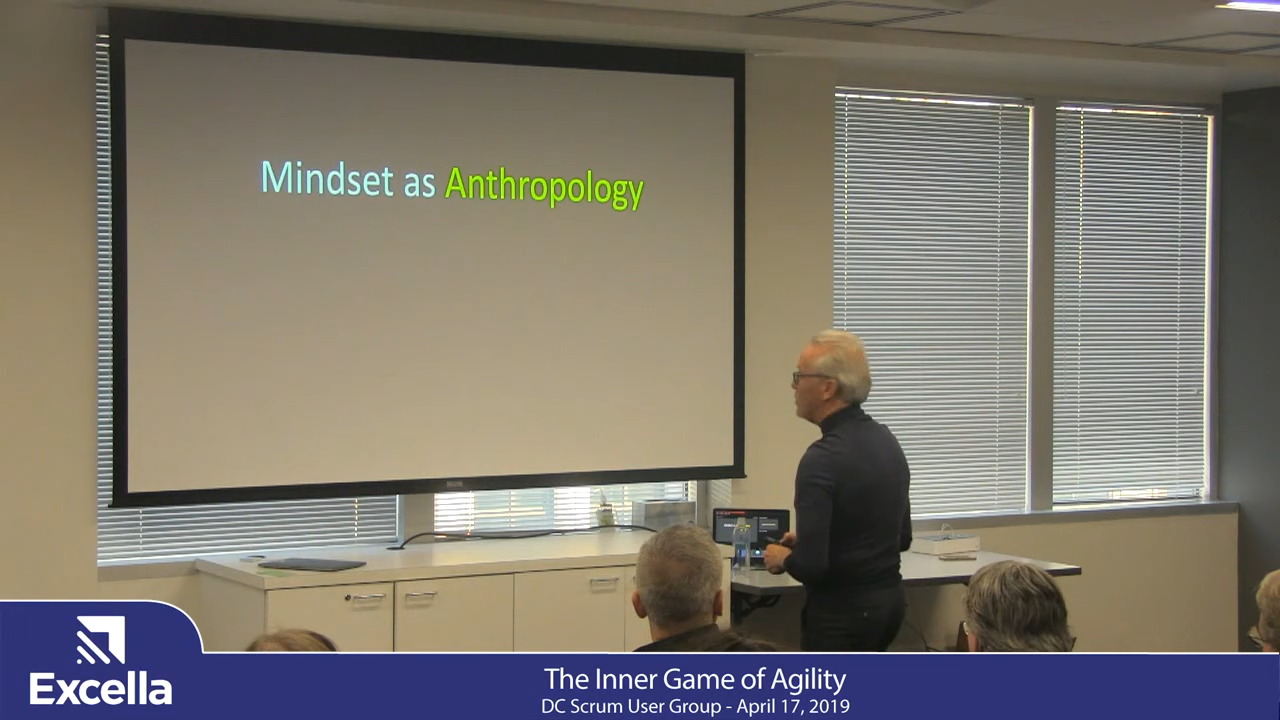 Mindset as Anthropology
Excella
The Inner Game of Agility
DC Scrum User Group - April 17, 2019